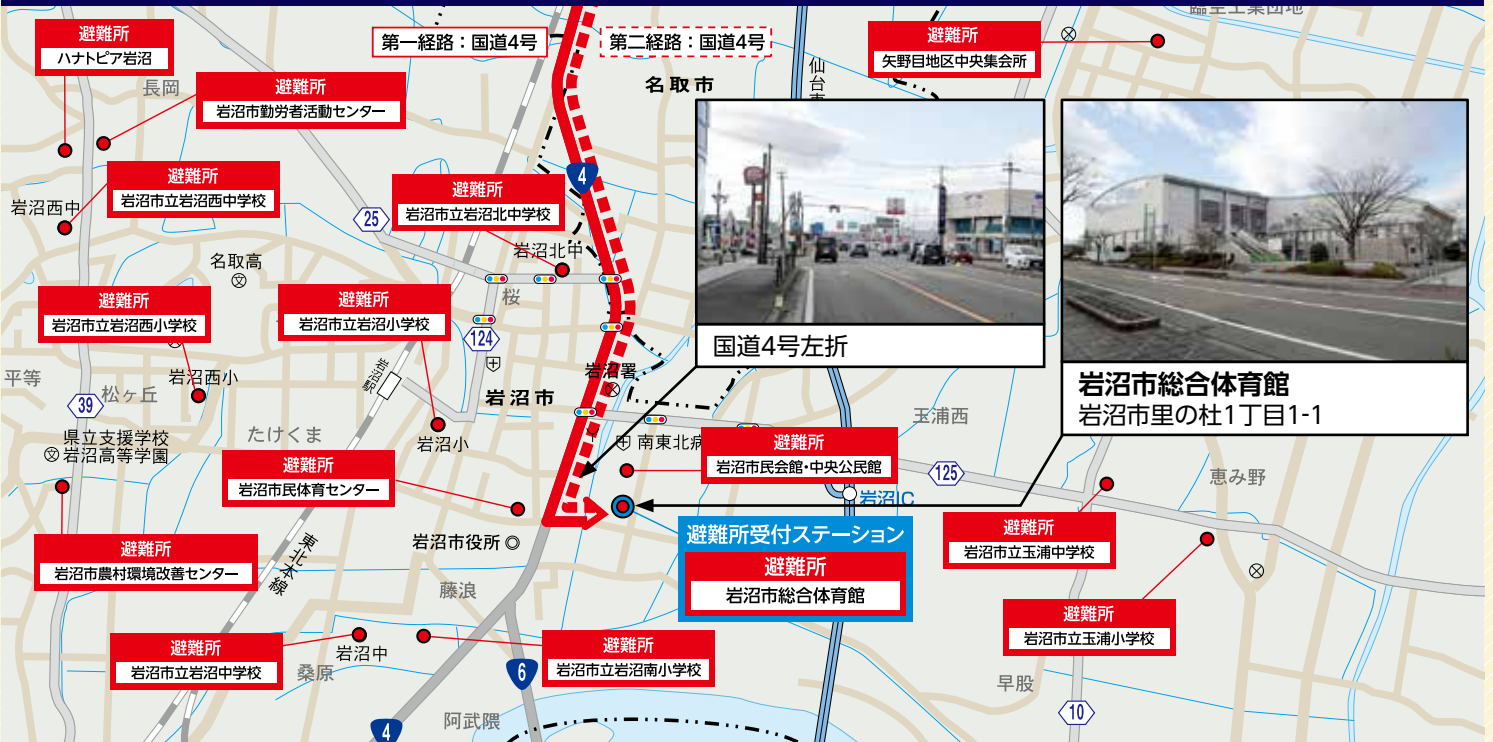 臨空工業団地
避難所
ハナトピア岩沼
第一経路：国道4号
第二経路：国道4号
避難所
矢野目地区中央集会所
長岡
避難所
岩沼市勤労者活動センター
名取市
仙台東
避難所
岩沼市立岩沼西中学校
4
避難所
岩沼市立岩沼北中学校
岩沼西中
25
名取高
岩沼北中
避難所
岩沼市立岩沼西小学校
避難所
岩沼市立岩沼小学校
桜
124
国道4号左折
岩沼駅
岩沼署
平等
松ヶ丘
岩沼西小
39
岩沼市
岩沼市総合体育館
岩沼市里の杜1丁目1-1
玉浦西
県立支援学校
岩沼高等学園
たけくま
岩沼小
南東北病
避難所
岩沼市民会館・中央公民館
避難所
岩沼市民体育センター
125
恵み野
岩沼IC
避難所
岩沼市農村環境改善センター
東北本線
岩沼市役所
避難所受付ステーション
避難所
岩沼市総合体育館
避難所
岩沼市立玉浦中学校
藤浪
避難所
岩沼市立玉浦小学校
避難所
岩沼市立岩沼中学校
岩沼中
桑原
避難所
岩沼市立岩沼南小学校
6
早股
10
阿武隈
4